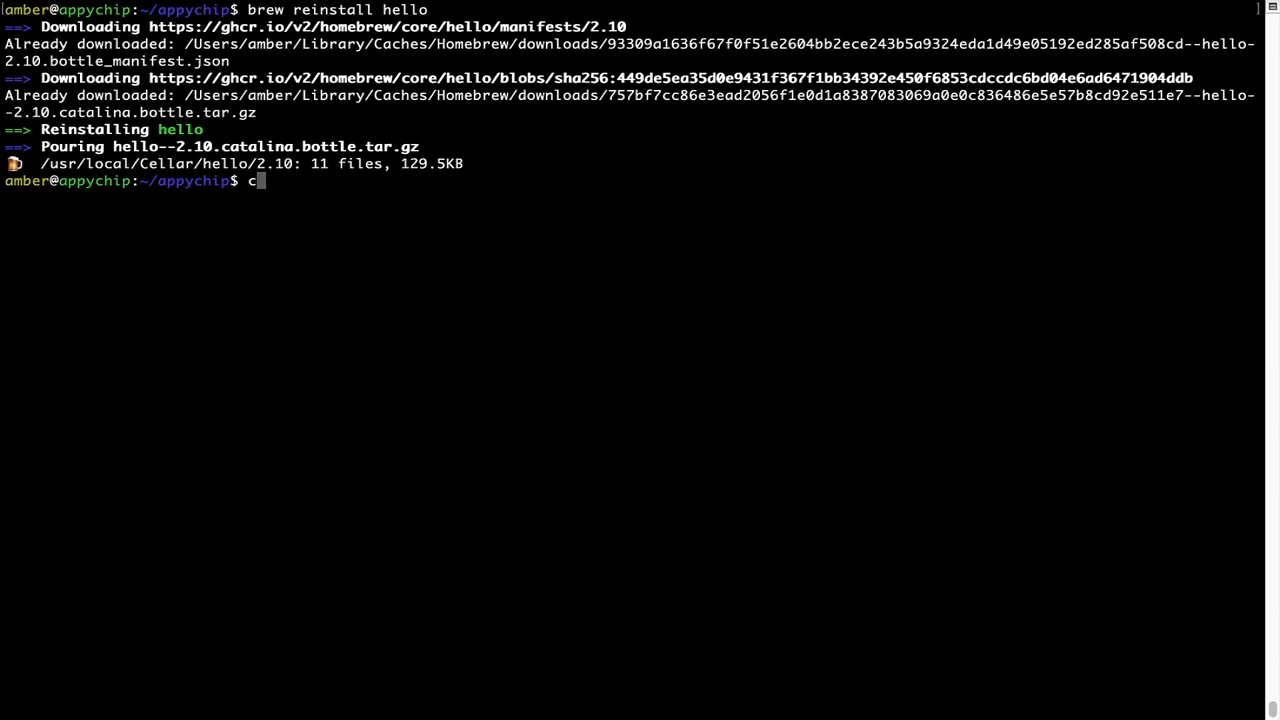 [amber@appychip:~/appychip$ brew reinstall hello ]
==> Downloading https://ghcr.io/v2/homebrew/core/hello/manifests/2.10
Already downloaded: /Users/amber/Library/Caches/Homebrew/downloads/93309a1636f67f0f51e2604bb2ece243b5a9324eda1d49e05192ed285af508cd--hello-
2.10.bottle_manifest.json
==> Downloading https://ghcr.io/v2/homebrew/core/hello/blobs/sha256:449de5ea35d0e9431f367f1bb34392e450f6853cdccdc6bd04e6ad6471904ddb
Already downloaded: /Users/amber/Library/Caches/Homebrew/downloads/757bf7cc86e3ead2056f1e0d1a8387083069a0e0c836486e5e57b8cd92e511e7--hello-
-2.10.catalina.bottle.tar.gz
==> Reinstalling hello
==> Pouring hello--2.10.catalina.bottle.tar.gz
🍺 /usr/local/Cellar/hello/2.10: 11 files, 129.5KB
amber@appychip:~/appychip$ c